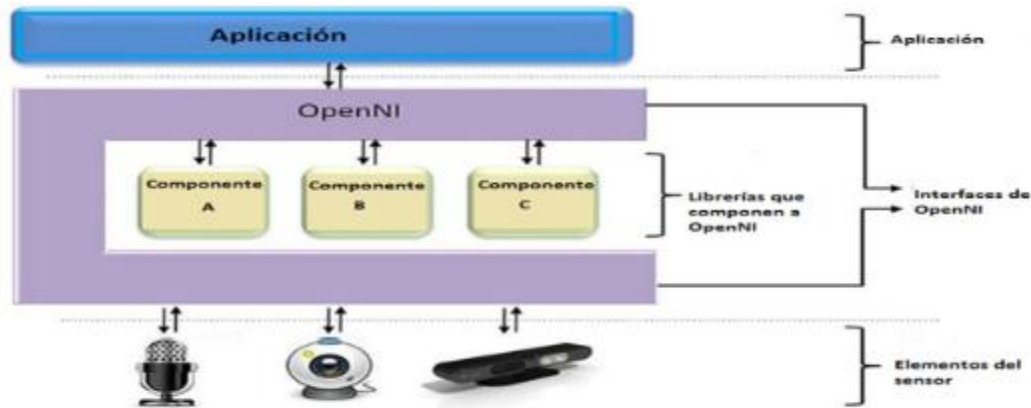 Aplicación
Aplicación
OpenNI
Componente
A
Componente
B
Componente
C
Librerías que
componen a
OpenNI
Interfaces de
OpenNI
Elementos del
sensor